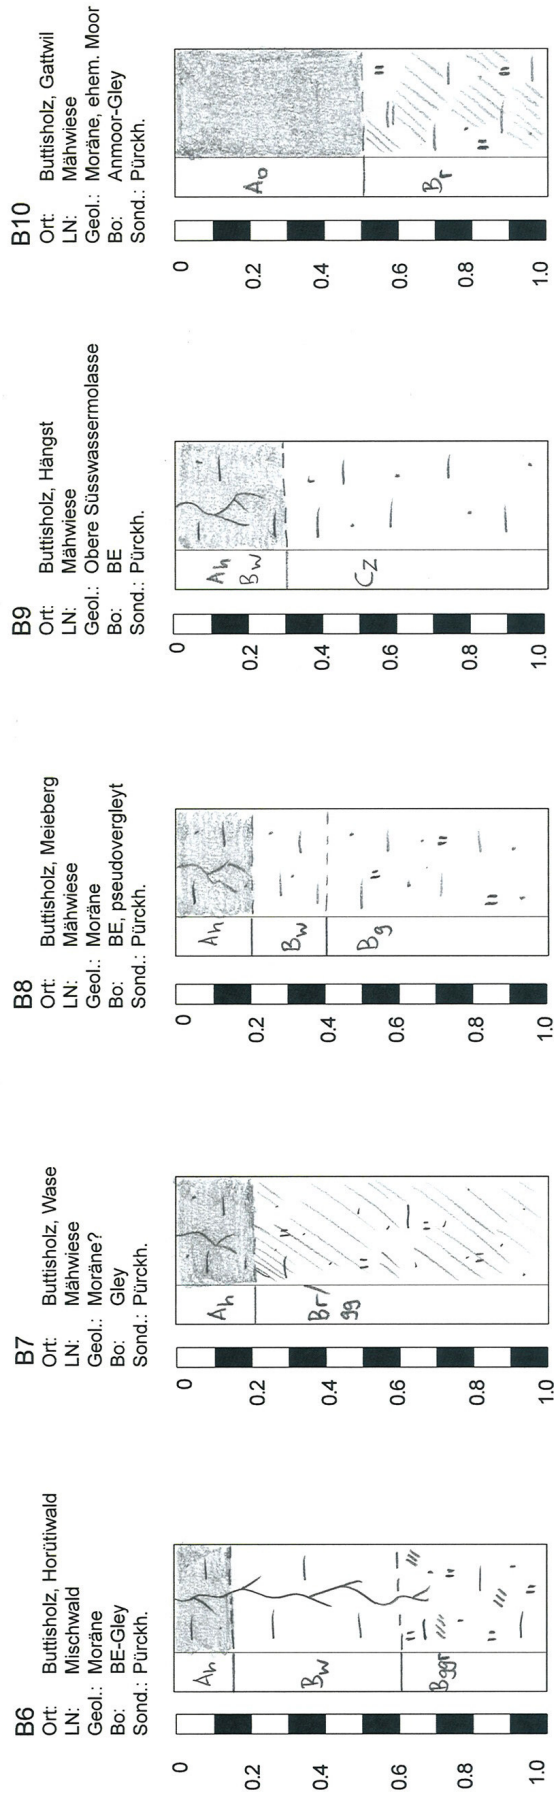 B6
Ort: Buttisholz, Horütiwald
LN: Mischwald
Geol.: Moräne
Bo: BE-Gley
Sond.: Pürckh.
0
0.2
0.4
0.6
0.8
1.0
Ah
Bw
Bggr
B7
Ort: Buttisholz, Wase
LN: Mähwiese
Geol.: Moräne?
Bo: Gley
Sond.: Pürckh.
0
0.2
0.4
0.6
0.8
1.0
Ah
Br/
gg
B8
Ort: Buttisholz, Meieberg
LN: Mähwiese
Geol.: Moräne
Bo: BE, pseudovergleyt
Sond.: Pürckh.
0
0.2
0.4
0.6
0.8
1.0
Ah
Bw
Bg
B9
Ort: Buttisholz, Hängst
LN: Mähwiese
Geol.: Obere Süsswassermolasse
Bo: BE
Sond.: Pürckh.
0
0.2
0.4
0.6
0.8
1.0
Ah
Bw
Cz
B10
Ort: Buttisholz, Gattwil
LN: Mähwiese
Geol.: Moräne, ehem. Moor
Bo: Anmoor-Gley
Sond.: Pürckh.
0
0.2
0.4
0.6
0.8
1.0
Ao
Br